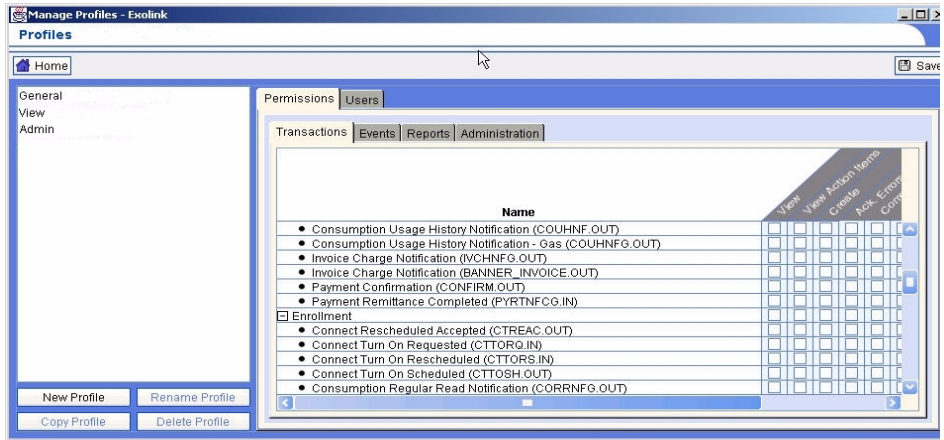 Manage Profiles - Exolink
Profiles
Home
Save
General
View
Admin
Permissions Users
Transactions Events Reports Administration
Name
View
View Action Items
Create
Ack. Errors
Consumption Usage History Notification (COUHNF.OUT)
Consumption Usage History Notification - Gas (COUHNFG.OUT)
Invoice Charge Notification (IVCHNFG.OUT)
Invoice Charge Notification (BANNER_INVOICE.OUT)
Payment Confirmation (CONFIRM.OUT)
Payment Remittance Completed (PYRTNFCG.IN)
Enrollment
Connect Rescheduled Accepted (CTREAC.OUT)
Connect Turn On Requested (CTTORQ.IN)
Connect Turn On Rescheduled (CTTORS.IN)
Connect Turn On Scheduled (CTTOSH.OUT)
Consumption Regular Read Notification (CORRNFG.OUT)
New Profile Rename Profile
Copy Profile Delete Profile